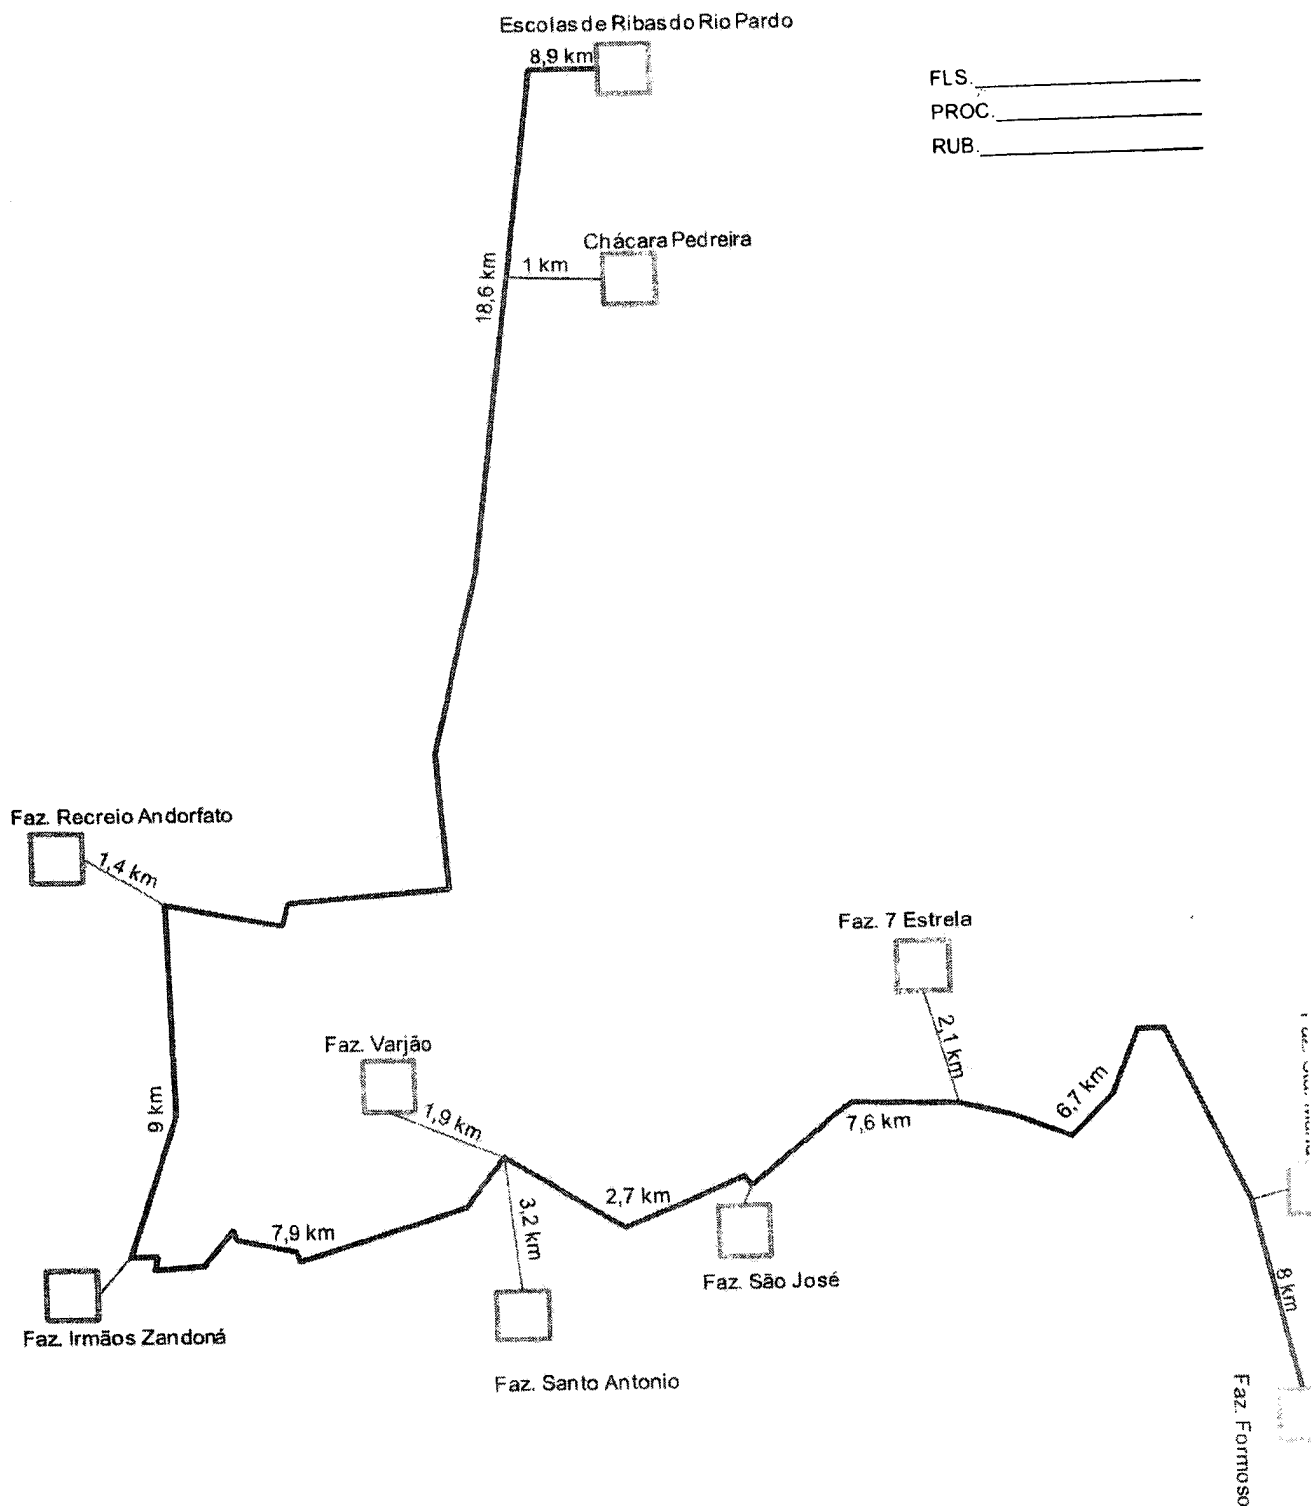 Escolas de Ribas do Rio Pardo
8,9 km
FLS.
PROC.
RUB.
Chácara Pedreira
1 km
18,6 km
Faz. Recreio Andorfato
1,4 km
Faz. 7 Estrela
2,1 km
Faz. Varjão
1,9 km
9 km
6,7 km
7,6 km
2,7 km
3,2 km
7,9 km
Faz. São José
8 km
Faz. Irmãos Zandoná
Faz. Santo Antonio
Faz. Formoso